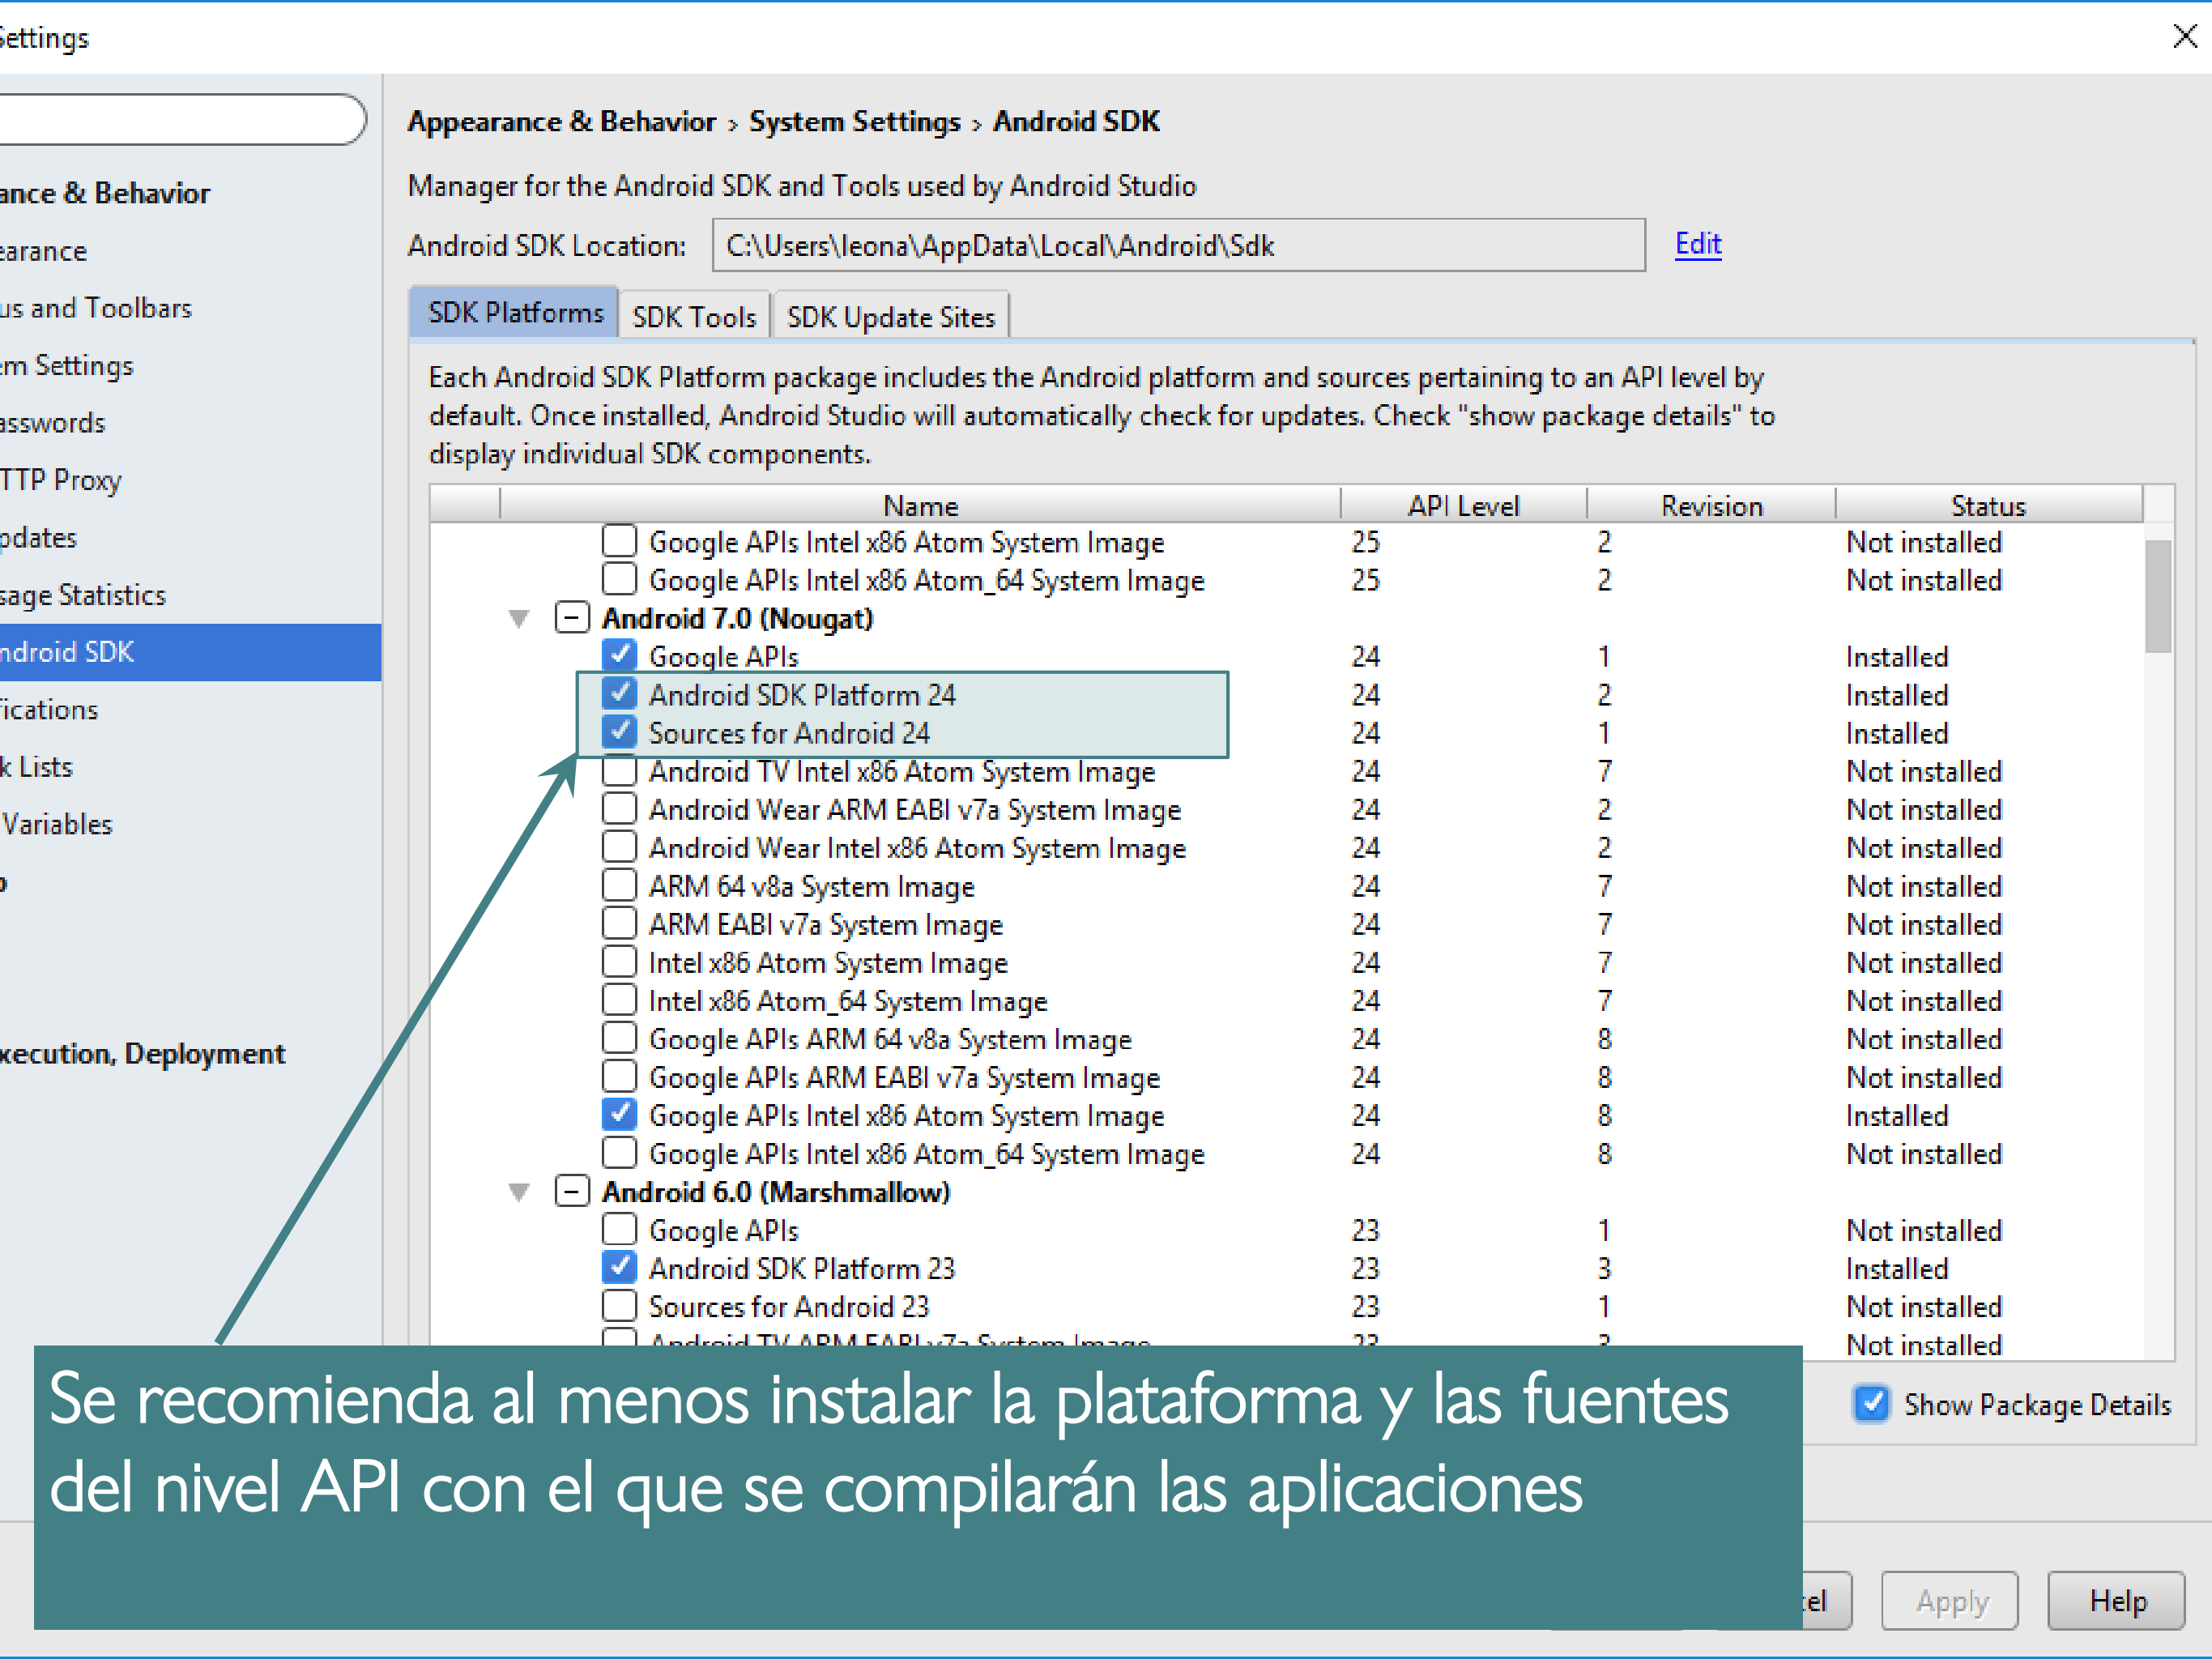 Settings
Appearance & Behavior > System Settings > Android SDK
Manager for the Android SDK and Tools used by Android Studio
ance & Behavior
earance
us and Toolbars
em Settings
asswords
TTP Proxy
pdates
sage Statistics
ndroid SDK
fications
k Lists
Variables
xecution, Deployment
Android SDK Location: C:\Users\leona\AppData\Local\Android\Sdk Edit
SDK Platforms SDK Tools SDK Update Sites
Each Android SDK Platform package includes the Android platform and sources pertaining to an API level by
default. Once installed, Android Studio will automatically check for updates. Check "show package details" to
display individual SDK components.
Name API Level Revision Status
Google APIs Intel x86 Atom System Image 25 2 Not installed
Google APIs Intel x86 Atom_64 System Image 25 2 Not installed
Android 7.0 (Nougat)
Google APIs 24 1 Installed
Android SDK Platform 24 24 2 Installed
Sources for Android 24 24 1 Installed
Android TV Intel x86 Atom System Image 24 7 Not installed
Android Wear ARM EABI v7a System Image 24 2 Not installed
Android Wear Intel x86 Atom System Image 24 2 Not installed
ARM 64 v8a System Image 24 7 Not installed
ARM EABI v7a System Image 24 7 Not installed
Intel x86 Atom System Image 24 7 Not installed
Intel x86 Atom_64 System Image 24 7 Not installed
Google APIs ARM 64 v8a System Image 24 8 Not installed
Google APIs ARM EABI v7a System Image 24 8 Not installed
Google APIs Intel x86 Atom System Image 24 8 Installed
Google APIs Intel x86 Atom_64 System Image 24 8 Not installed
Android 6.0 (Marshmallow)
Google APIs 23 1 Not installed
Android SDK Platform 23 23 3 Installed
Sources for Android 23 23 1 Not installed
Android TV ARM EABI v7a System Image 23 3 Not installed
Show Package Details
Se recomienda al menos instalar la plataforma y las fuentes
del nivel API con el que se compilarán las aplicaciones
cel Apply Help